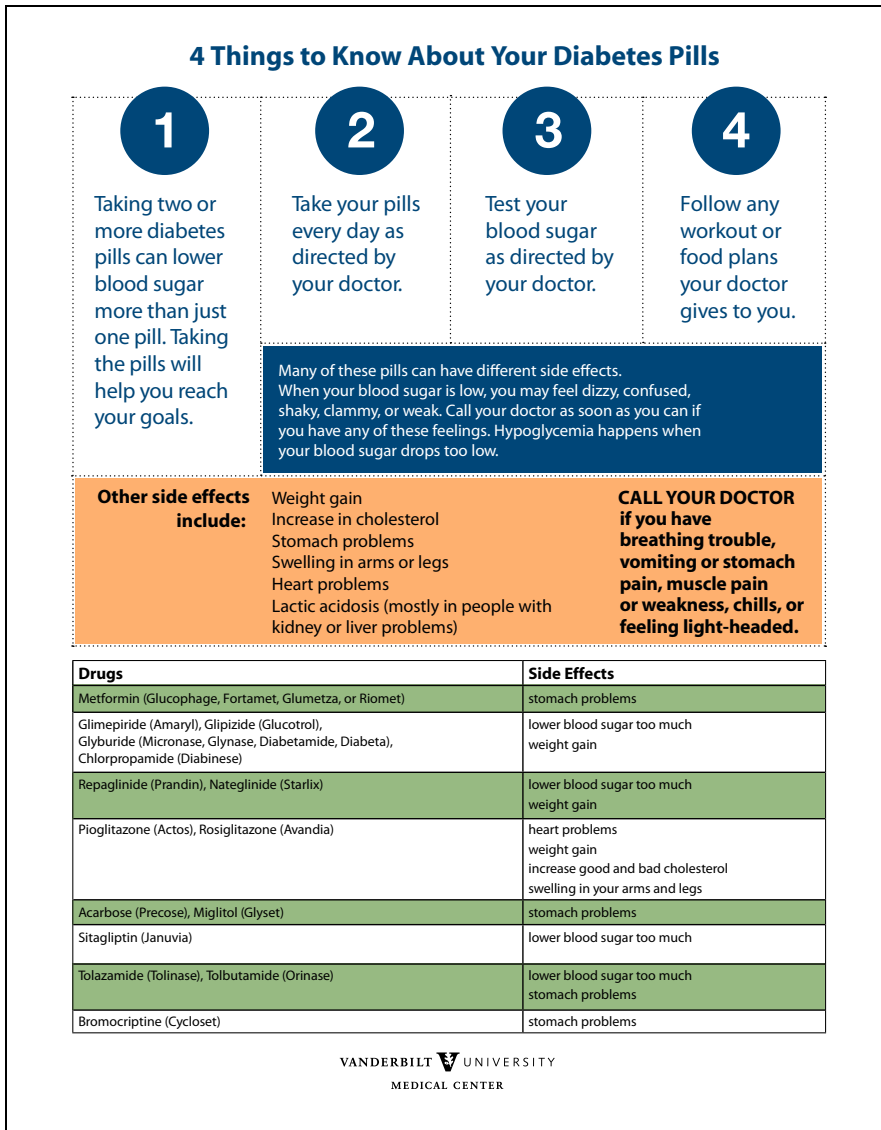 4 Things to Know About Your Diabetes Pills
1
Taking two or
more diabetes
pills can lower
blood sugar
more than just
one pill. Taking
the pills will
help you reach
your goals.
2
Take your pills
every day as
directed by
your doctor.
3
Test your
blood sugar
as directed by
your doctor.
4
Follow any
workout or
food plans
your doctor
gives to you.
Many of these pills can have different side effects.
When your blood sugar is low, you may feel dizzy, confused,
shaky, clammy, or weak. Call your doctor as soon as you can if
you have any of these feelings. Hypoglycemia happens when
your blood sugar drops too low.
Other side effects
include:
Weight gain
Increase in cholesterol
Stomach problems
Swelling in arms or legs
Heart problems
Lactic acidosis (mostly in people with
kidney or liver problems)
CALL YOUR DOCTOR
if you have
breathing trouble,
vomiting or stomach
pain, muscle pain
or weakness, chills, or
feeling light-headed.
Drugs
Side Effects
Metformin (Glucophage, Fortamet, Glumetza, or Riomet)
stomach problems
Glimepiride (Amaryl), Glipizide (Glucotrol),
Glyburide (Micronase, Glynase, Diabetamide, Diabeta),
Chlorpropamide (Diabinese)
lower blood sugar too much
weight gain
Repaglinide (Prandin), Nateglinide (Starlix)
lower blood sugar too much
weight gain
Pioglitazone (Actos), Rosiglitazone (Avandia)
heart problems
weight gain
increase good and bad cholesterol
swelling in your arms and legs
Acarbose (Precose), Miglitol (Glyset)
stomach problems
Sitagliptin (Januvia)
lower blood sugar too much
Tolazamide (Tolinase), Tolbutamide (Orinase)
lower blood sugar too much
stomach problems
Bromocriptine (Cycloset)
stomach problems
VANDERBILT V UNIVERSITY
MEDICAL CENTER